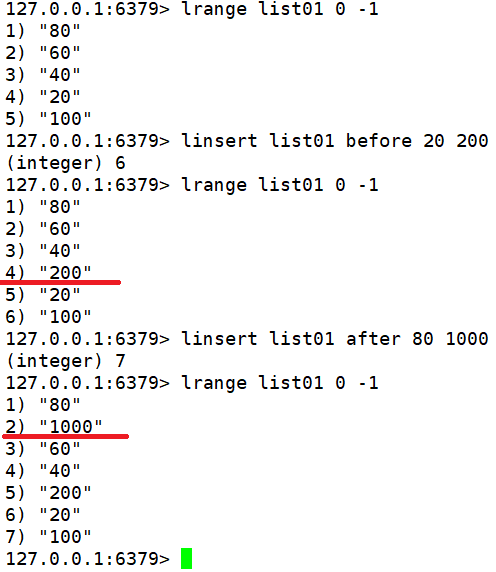 127.0.0.1:6379> lrange list01 0 -1
1) "80"
2) "60"
3) "40"
4) "20"
5) "100"
127.0.0.1:6379> linsert list01 before 20 200
(integer) 6
127.0.0.1:6379> lrange list01 0 -1
1) "80"
2) "60"
3) "40"
4) "200"
5) "20"
6) "100"
127.0.0.1:6379> linsert list01 after 80 1000
(integer) 7
127.0.0.1:6379> lrange list01 0 -1
1) "80"
2) "1000"
3) "60"
4) "40"
5) "200"
6) "20"
7) "100"
127.0.0.1:6379>